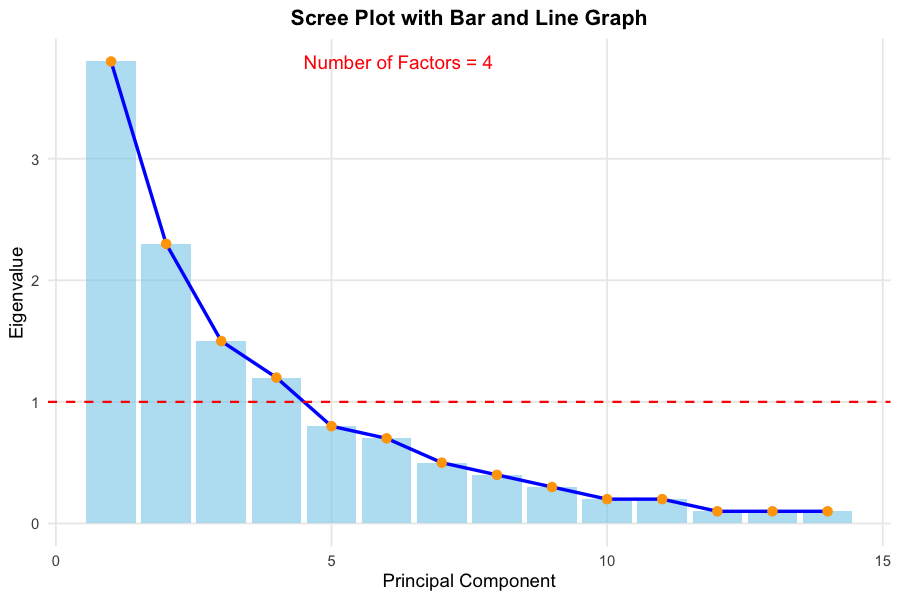 Scree Plot with Bar and Line Graph
Number of Factors = 4
Eigenvalue
3
2
1
0
0 5 10 15
Principal Component